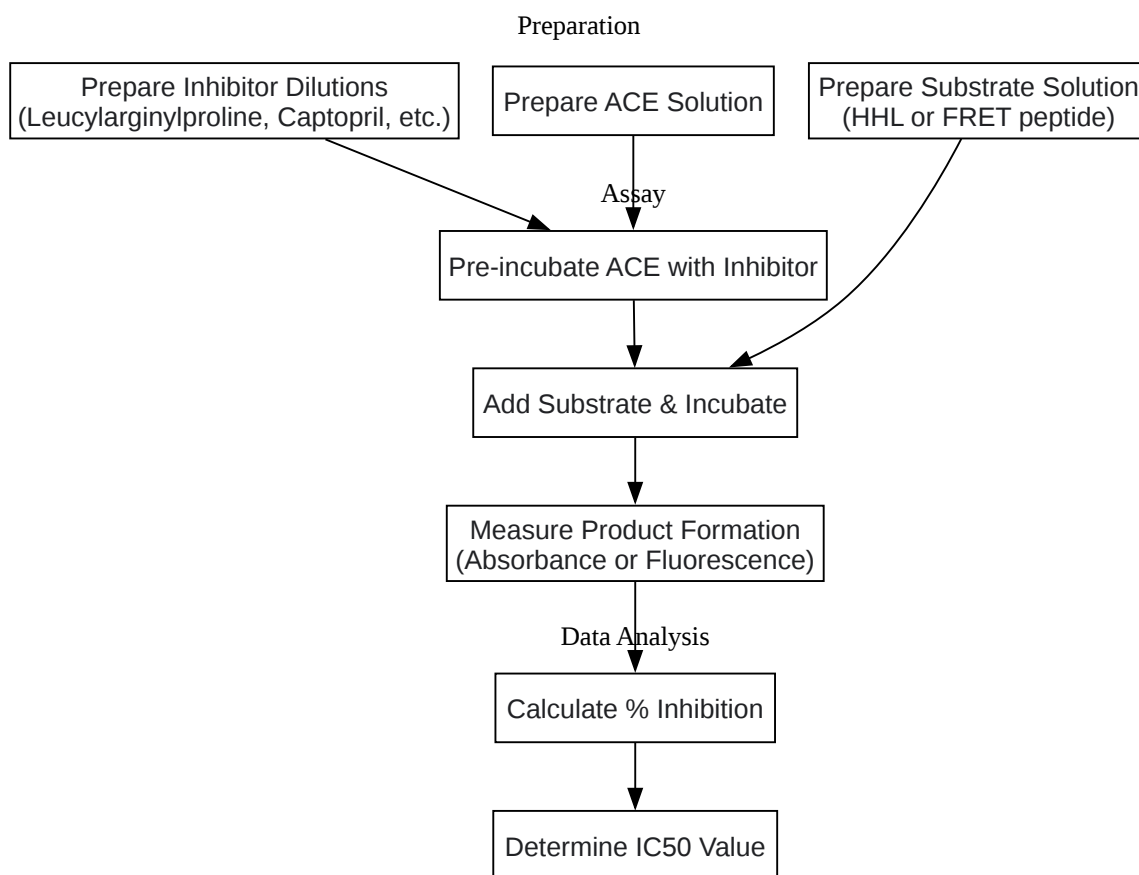 Preparation
Prepare Inhibitor Dilutions
(Leucylarginylproline, Captopril, etc.)
Prepare ACE Solution
Prepare Substrate Solution
(HHL or FRET peptide)
Assay
Pre-incubate ACE with Inhibitor
Add Substrate & Incubate
Measure Product Formation
(Absorbance or Fluorescence)
Data Analysis
Calculate % Inhibition
Determine IC50 Value